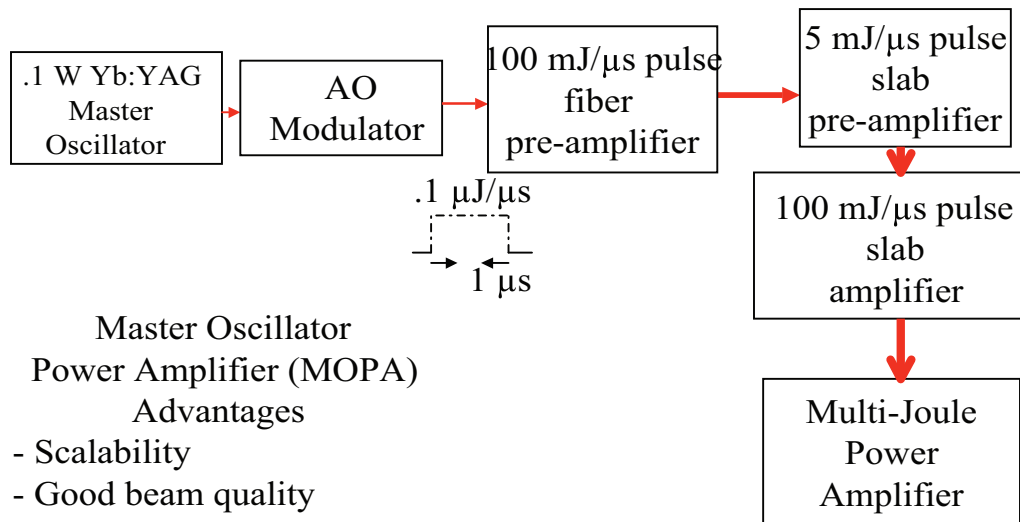 .1 W Yb:YAG
Master
Oscillator
AO
Modulator
100 mJ/µs pulse
fiber
pre-amplifier
5 mJ/µs pulse
slab
pre-amplifier
.1 µJ/µs
1 µs
100 mJ/µs pulse
slab
amplifier
Master Oscillator
Power Amplifier (MOPA)
Advantages
- Scalability
- Good beam quality
Multi-Joule
Power
Amplifier